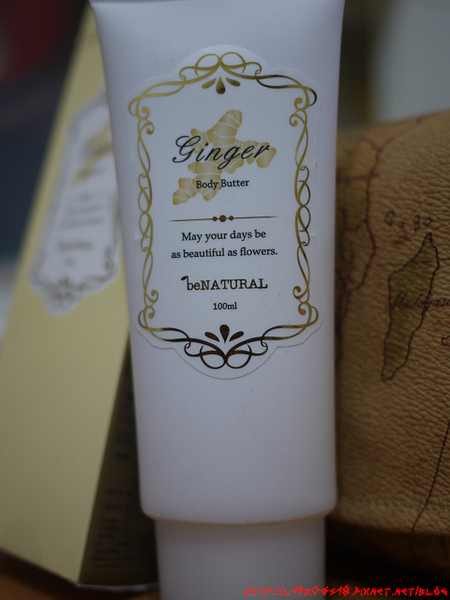 Ginger
Body Butter
May your days be
as beautiful as flowers.
beNATURAL
100ml